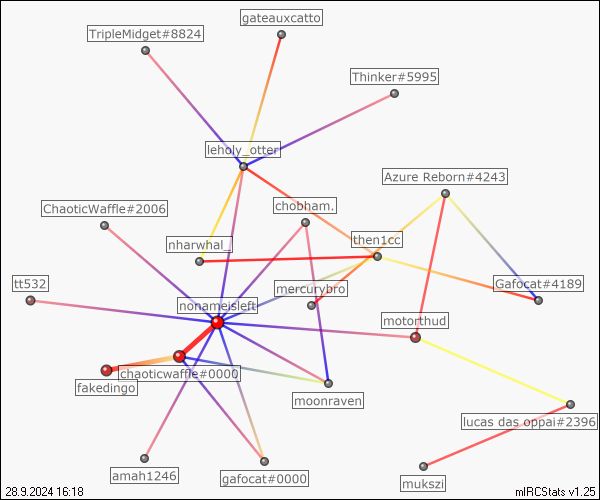 gateauxcatto
TripleMidget#8824
Thinker#5995
leholy_otter
Azure Reborn#4243
ChaoticWaffle#2006
chobham.
then1cc
nharwhal_
tt532
mercurybro
Gafocat#4189
nonameisleft
motorthud
chaoticwaffle#0000
fakedingo
moonraven
lucas das oppai#2396
amah1246
gafocat#0000
mukszi
28.9.2024 16:18
mIRCStats v1.25